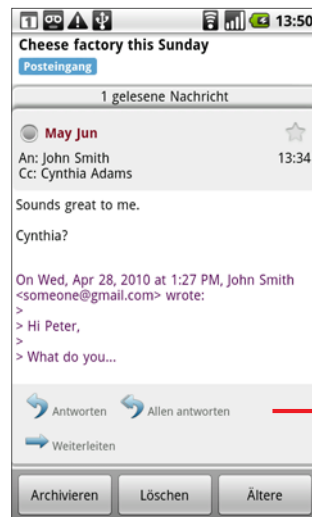 1 13:50
Cheese factory this Sunday
Posteingang
1 gelesene Nachricht
May Jun
An: John Smith 13:34
Cc: Cynthia Adams
Sounds great to me.
Cynthia?
On Wed, Apr 28, 2010 at 1:27 PM, John Smith
<someone@gmail.com> wrote:
>
> Hi Peter,
>
> What do you...
Antworten Allen antworten
Weiterleiten
Archivieren Löschen Ältere